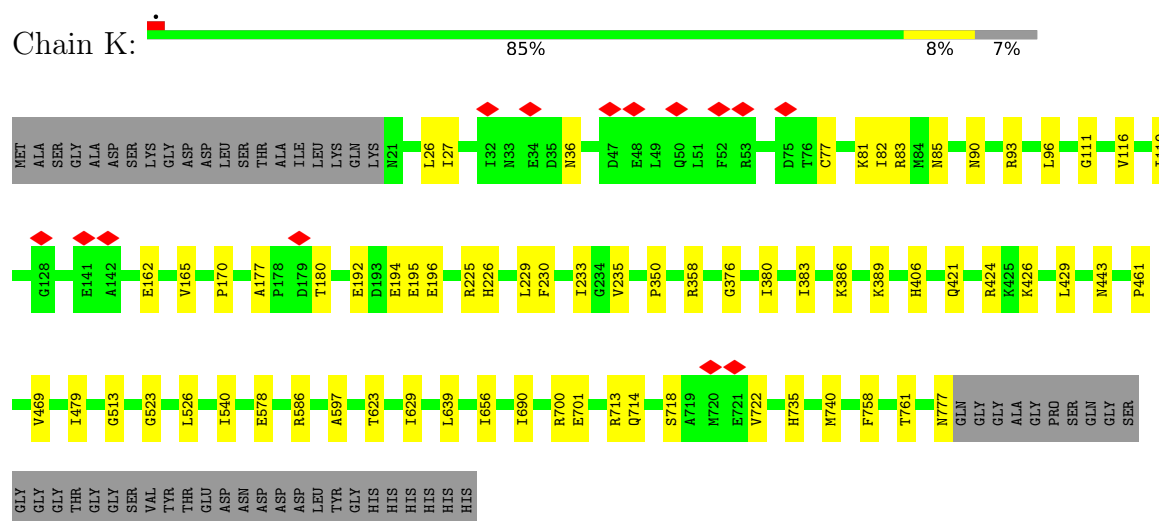 Chain K:
85% 8% 7%
MET ALA SER GLY ALA ASP SER SER LYS GLY ASP ASP LEU SER THR ALA ILE LEU LYS GLN LYS N21 L26 I27 I32 N33 E34 D35 N36 D47 E48 L49 Q50 L51 F52 R53 D75 T76 G77 K81 I82 R83 M84 N85 N90 R93 L96 G111 V116
G128 E141 A142 E162 V165 P170 A177 P178 D179 T180 E192 D193 E194 E195 E196 R225 H226 L229 F230 I233 G234 V235 P350 R358 G376 I380 I383 K386 K389 H406 Q421 R424 K425 K426 L429 N443 P461
V469 I479 G513 G523 L526 I540 E578 R586 A597 T623 I629 L639 I656 I690 R700 E701 R713 Q714 S718 A719 M720 E721 V722 H735 M740 F758 T761 N777 GLN GLY GLY ALA GLY PRO SER GLN GLY SER
GLY GLY GLY THR GLY GLY SER VAL TYR THR GLU ASP ASN ASP ASP ASP LEU TYR GLY HIS HIS HIS HIS HIS HIS